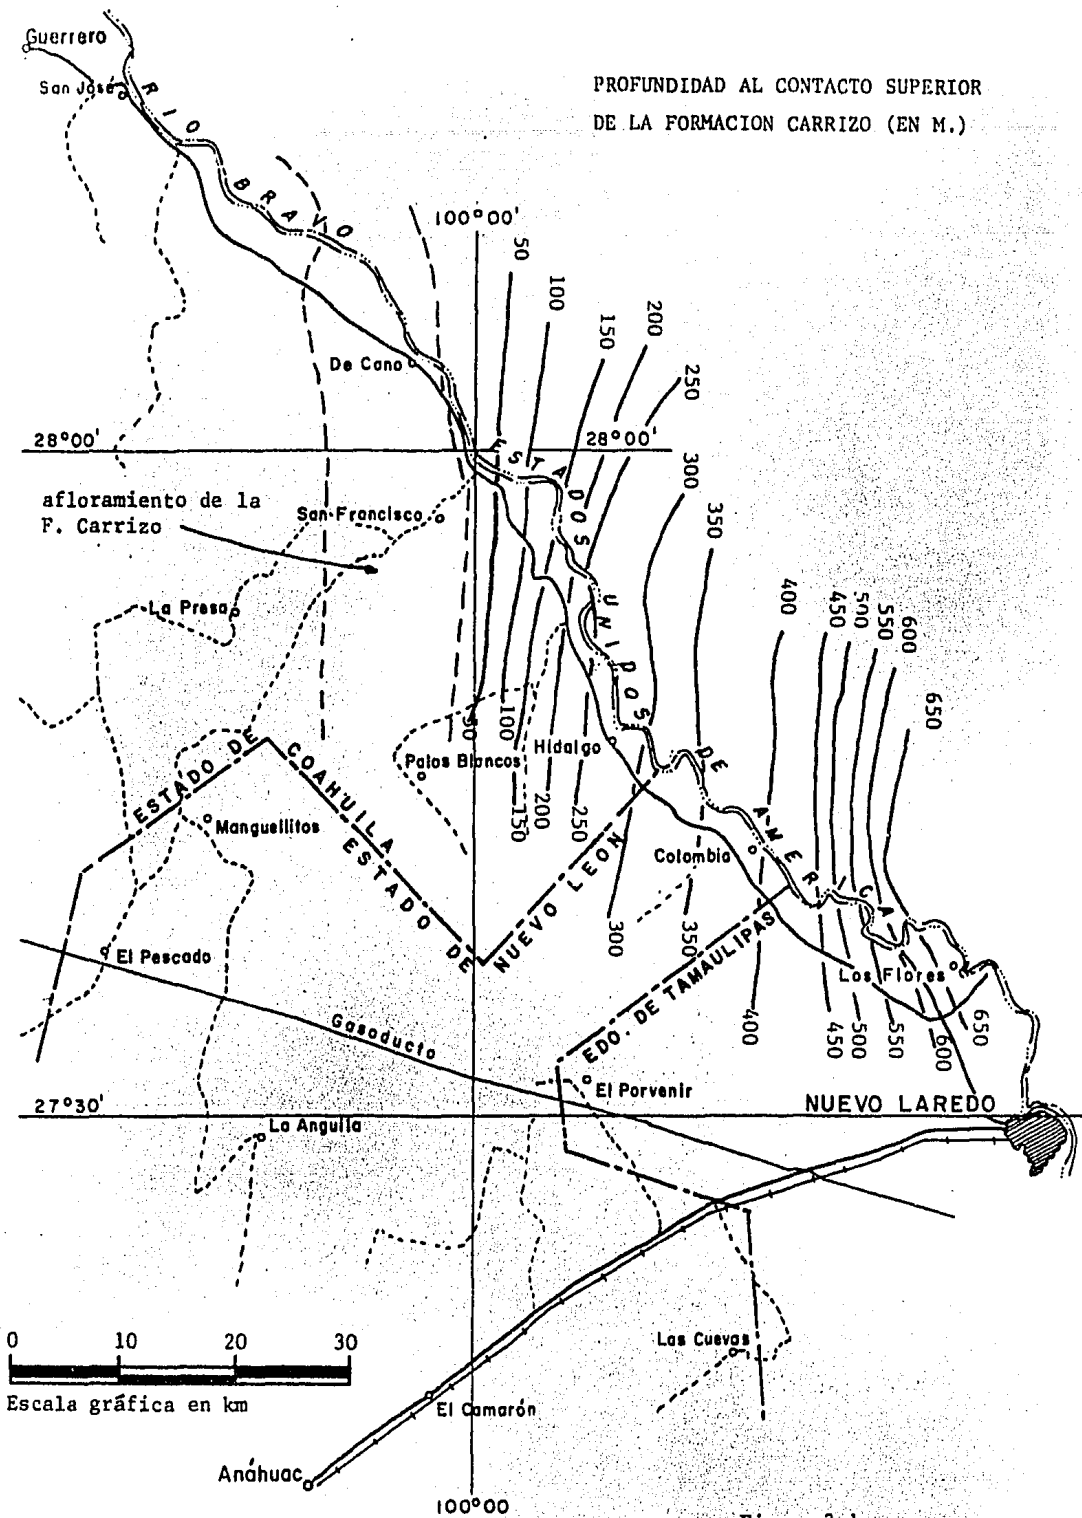 Guerrero
San José
RIO BRAVO
PROFUNDIDAD AL CONTACTO SUPERIOR
DE LA FORMACION CARRIZO (EN M.)
100°00'
50
100
150
200
250
300
350
400
450
500
550
600
650
De Cano
28°00'
28°00'
ESTADOS UNIDOS DE AMERICA
afloramiento de la
F. Carrizo
San Francisco
La Presa
50
100
150
200
250
300
350
400
450
500
550
600
650
Hidalgo
Palos Blancos
ESTADO DE COAHUILA
ESTADO DE NUEVO LEON
Manguellitos
Colombia
EDO. DE TAMAULIPAS
El Pescado
Los Flores
Gasoducto
El Porvenir
27°30'
NUEVO LAREDO
La Anguila
0 10 20 30
Escala gráfica en km
Las Cuevas
El Camarón
Anáhuac
100°00